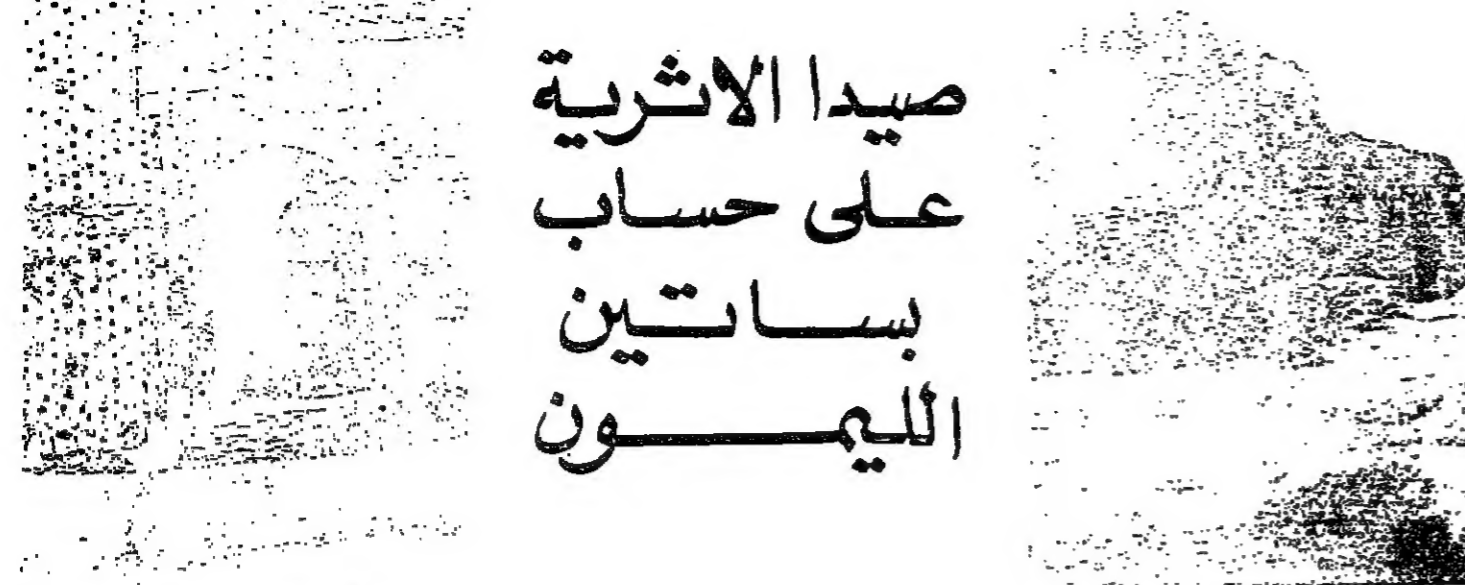 صيدا الاثرية
على حساب
بساتين
الليمون